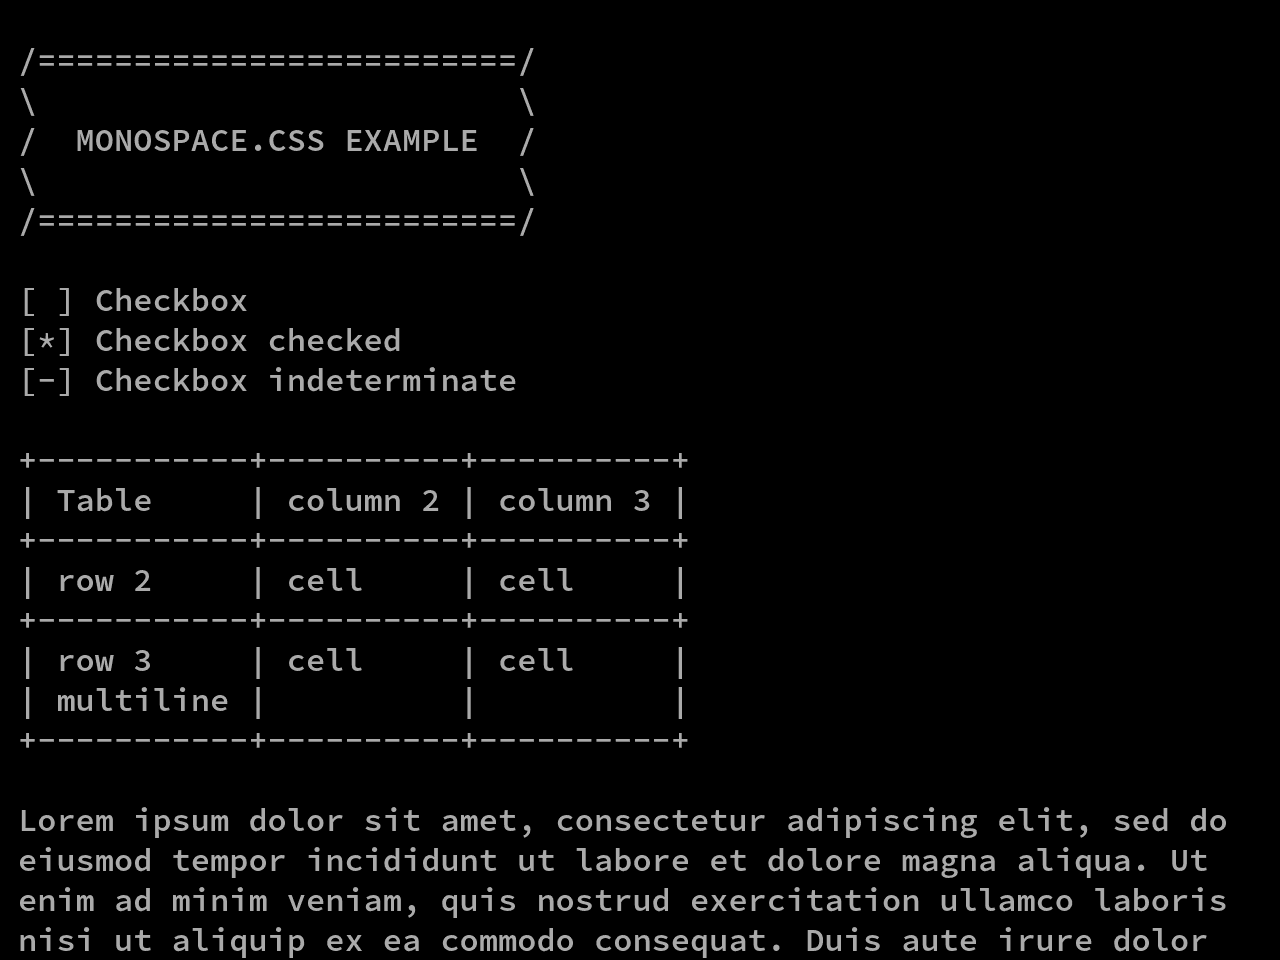 /=========================/
\                         \
/  MONOSPACE.CSS EXAMPLE  /
\                         \
/=========================/

[ ] Checkbox
[*] Checkbox checked
[-] Checkbox indeterminate

+-----------+----------+----------+
| Table     | column 2 | column 3 |
+-----------+----------+----------+
| row 2     | cell     | cell     |
+-----------+----------+----------+
| row 3     | cell     | cell     |
| multiline |          |          |
+-----------+----------+----------+

Lorem ipsum dolor sit amet, consectetur adipiscing elit, sed do
eiusmod tempor incididunt ut labore et dolore magna aliqua. Ut
enim ad minim veniam, quis nostrud exercitation ullamco laboris
nisi ut aliquip ex ea commodo consequat. Duis aute irure dolor